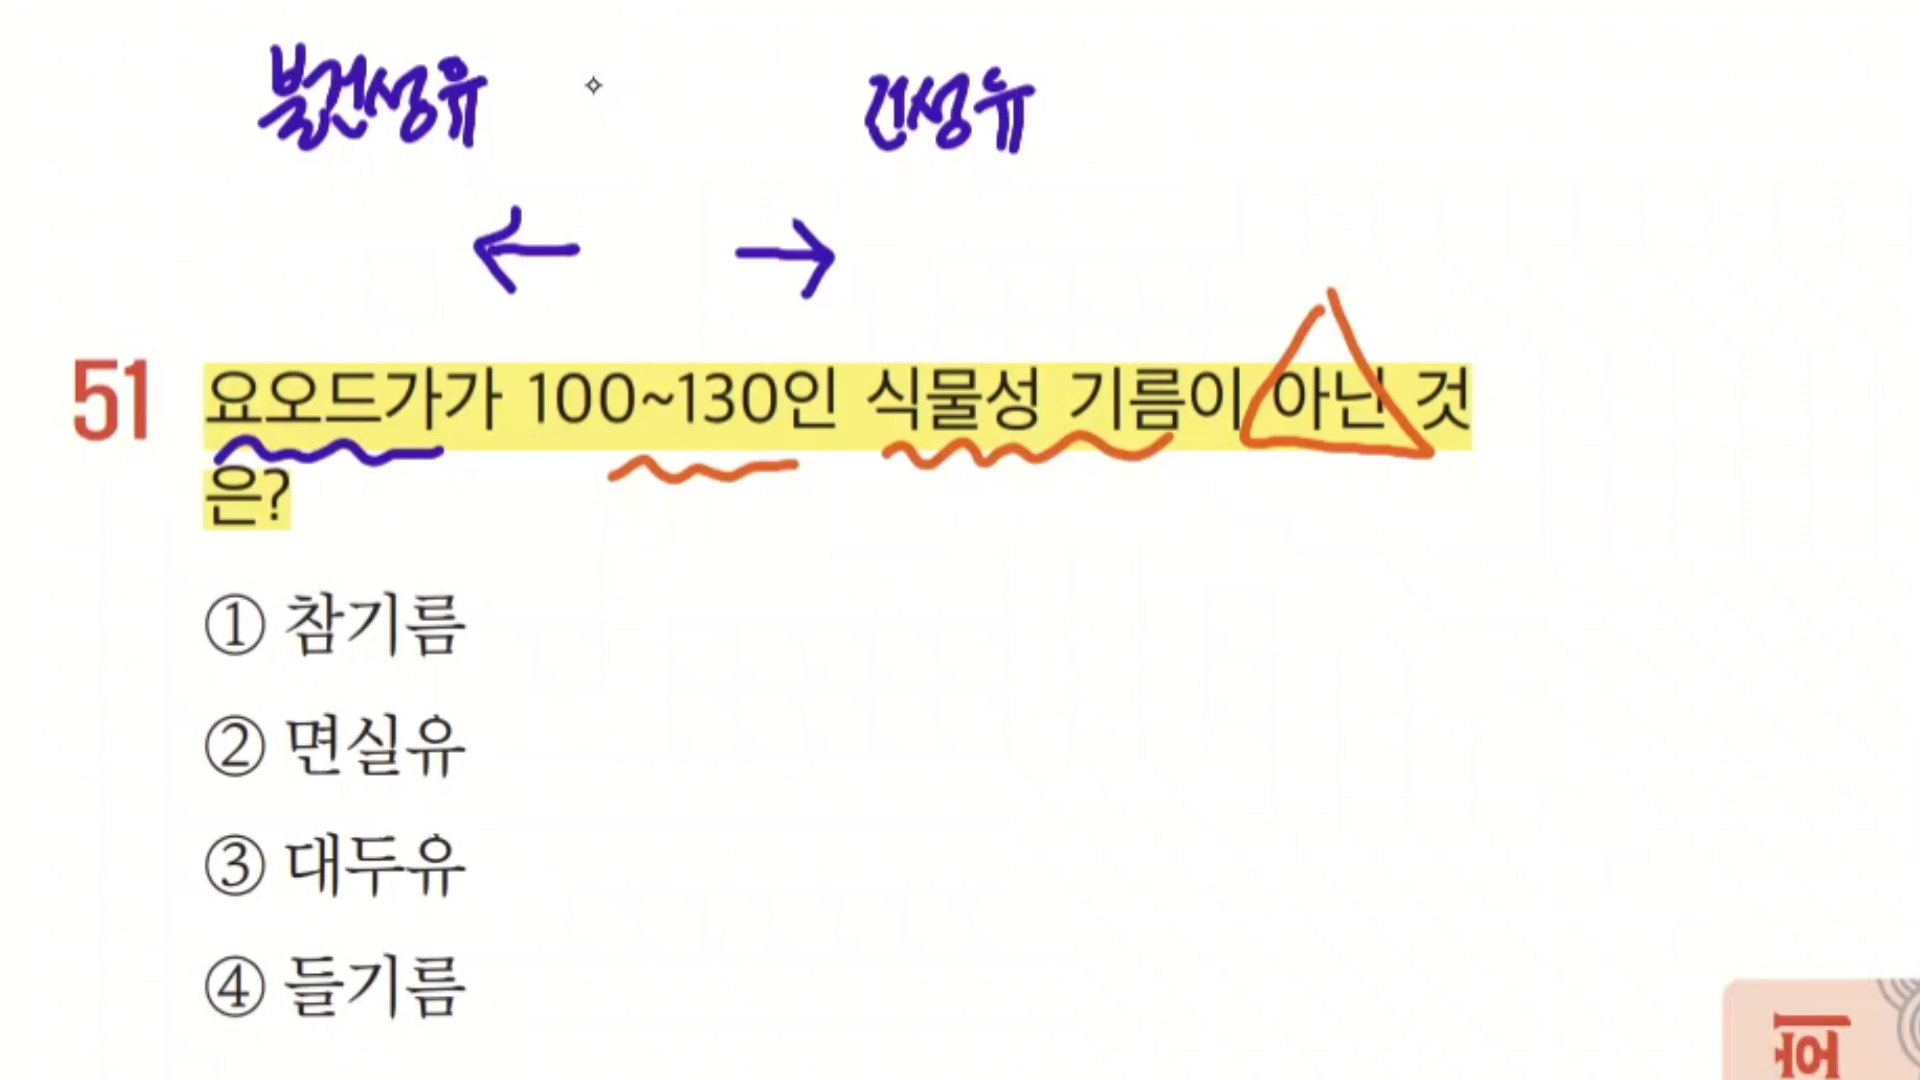 불건성유 건성유
51 요오드가가 100~130인 식물성 기름이 아닌 것
은?
① 참기름
② 면실유
③ 대두유
④ 들기름